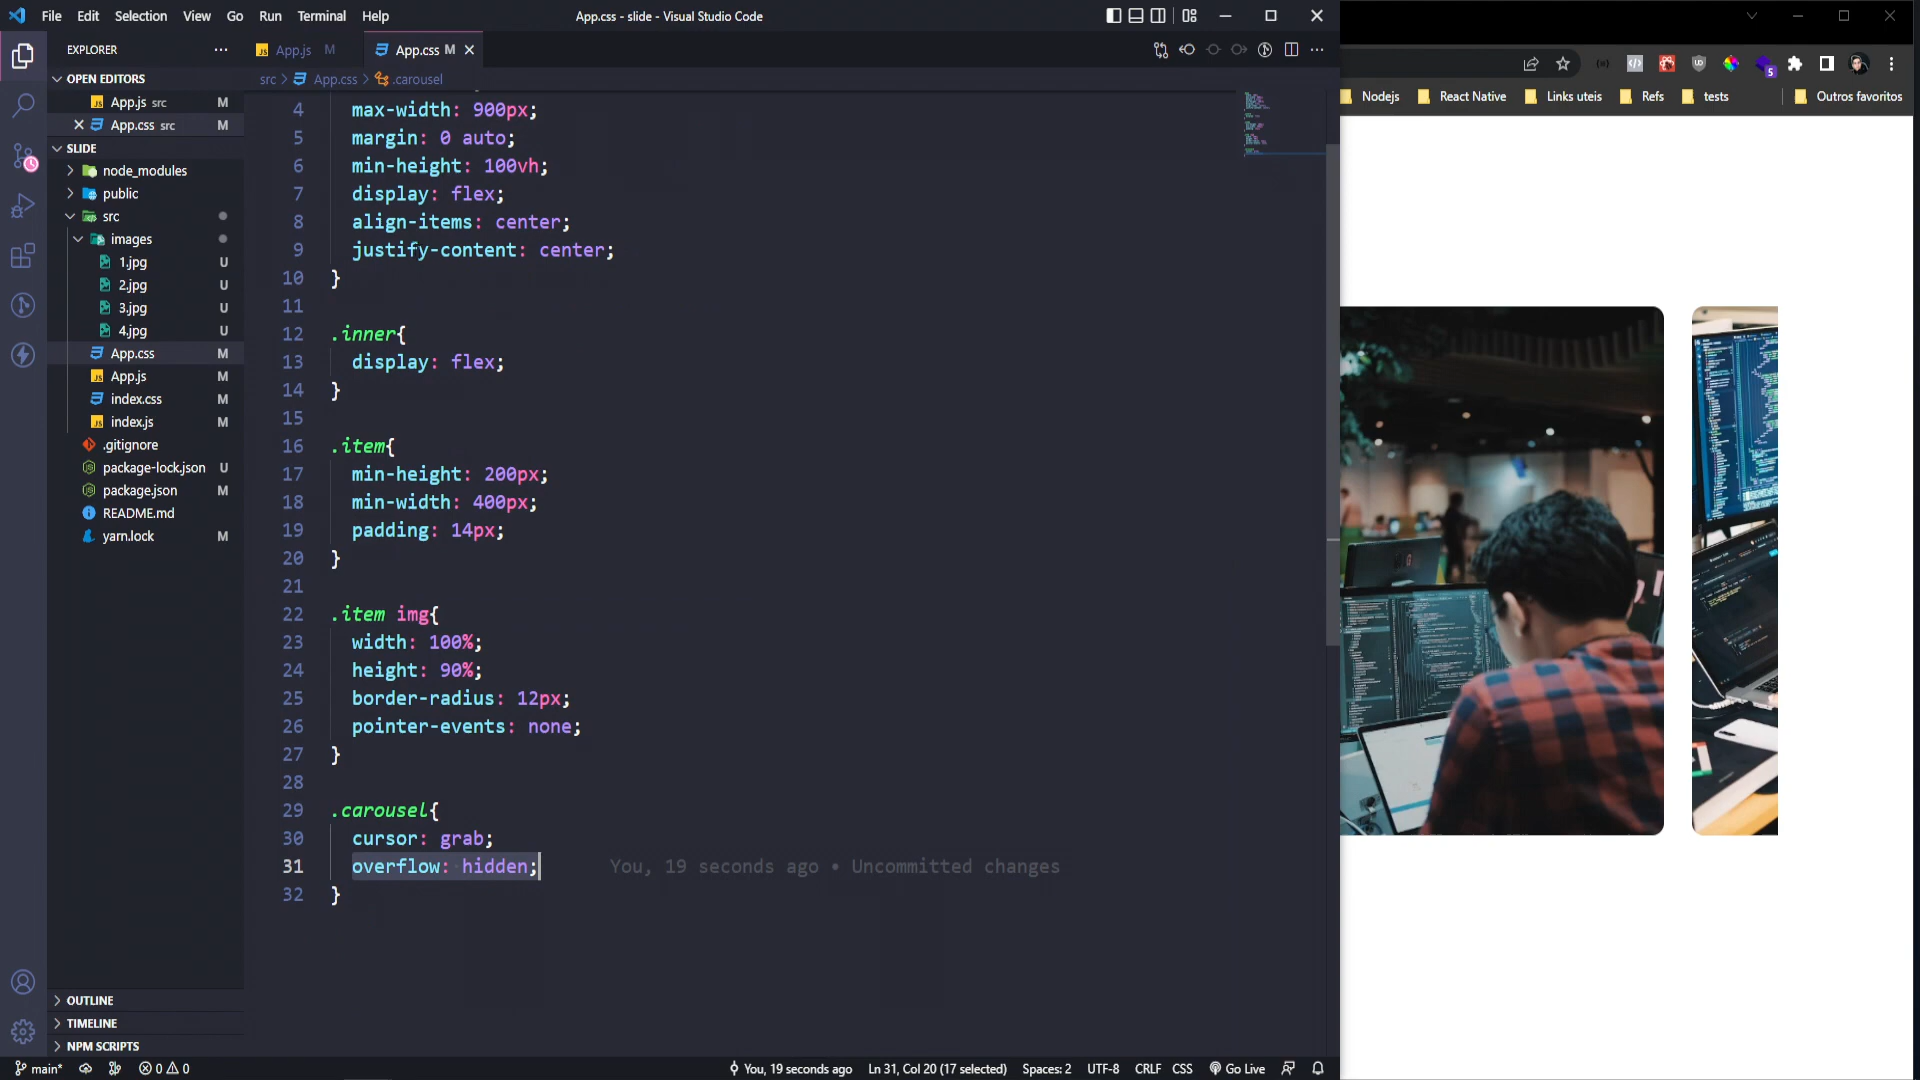 File Edit Selection View Go Run Terminal Help
App.css - slide - Visual Studio Code
EXPLORER
OPEN EDITORS
App.js src M
App.css src M
SLIDE
node_modules
public
src
images
1.jpg U
2.jpg U
3.jpg U
4.jpg U
App.css M
App.js M
index.css M
index.js M
.gitignore
package-lock.json U
package.json M
README.md
yarn.lock M
OUTLINE
TIMELINE
NPM SCRIPTS
App.js M
App.css M
src > App.css > .carousel
4 max-width: 900px;
5 margin: 0 auto;
6 min-height: 100vh;
7 display: flex;
8 align-items: center;
9 justify-content: center;
10 }
11
12 .inner{
13 display: flex;
14 }
15
16 .item{
17 min-height: 200px;
18 min-width: 400px;
19 padding: 14px;
20 }
21
22 .item img{
23 width: 100%;
24 height: 90%;
25 border-radius: 12px;
26 pointer-events: none;
27 }
28
29 .carousel{
30 cursor: grab;
31 overflow: hidden; You, 19 seconds ago • Uncommitted changes
32 }
5
Nodejs React Native Links uteis Refs tests Outros favoritos
main* 0 0 You, 19 seconds ago Ln 31, Col 20 (17 selected) Spaces: 2 UTF-8 CRLF CSS Go Live